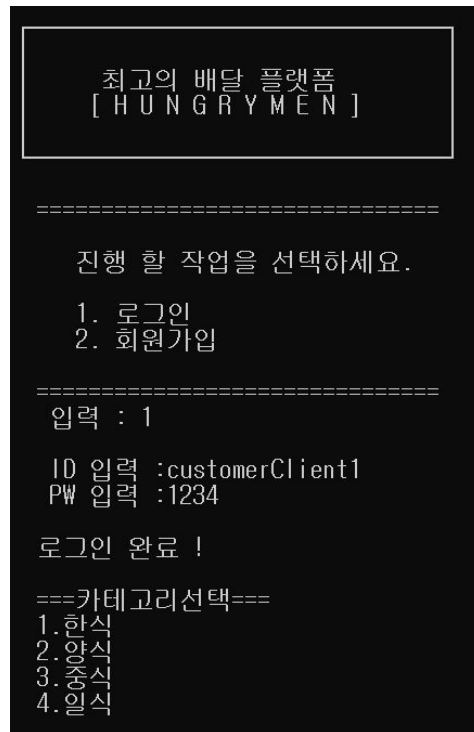 최고의 배달 플랫폼
[ H U N G R Y M E N ]
==============================
진행 할 작업을 선택하세요.
1. 로그인
2. 회원가입
==============================
입력 : 1
ID 입력 :customerClient1
PW 입력 :1234
로그인 완료 !
===카테고리선택===
1.한식
2.양식
3.중식
4.일식